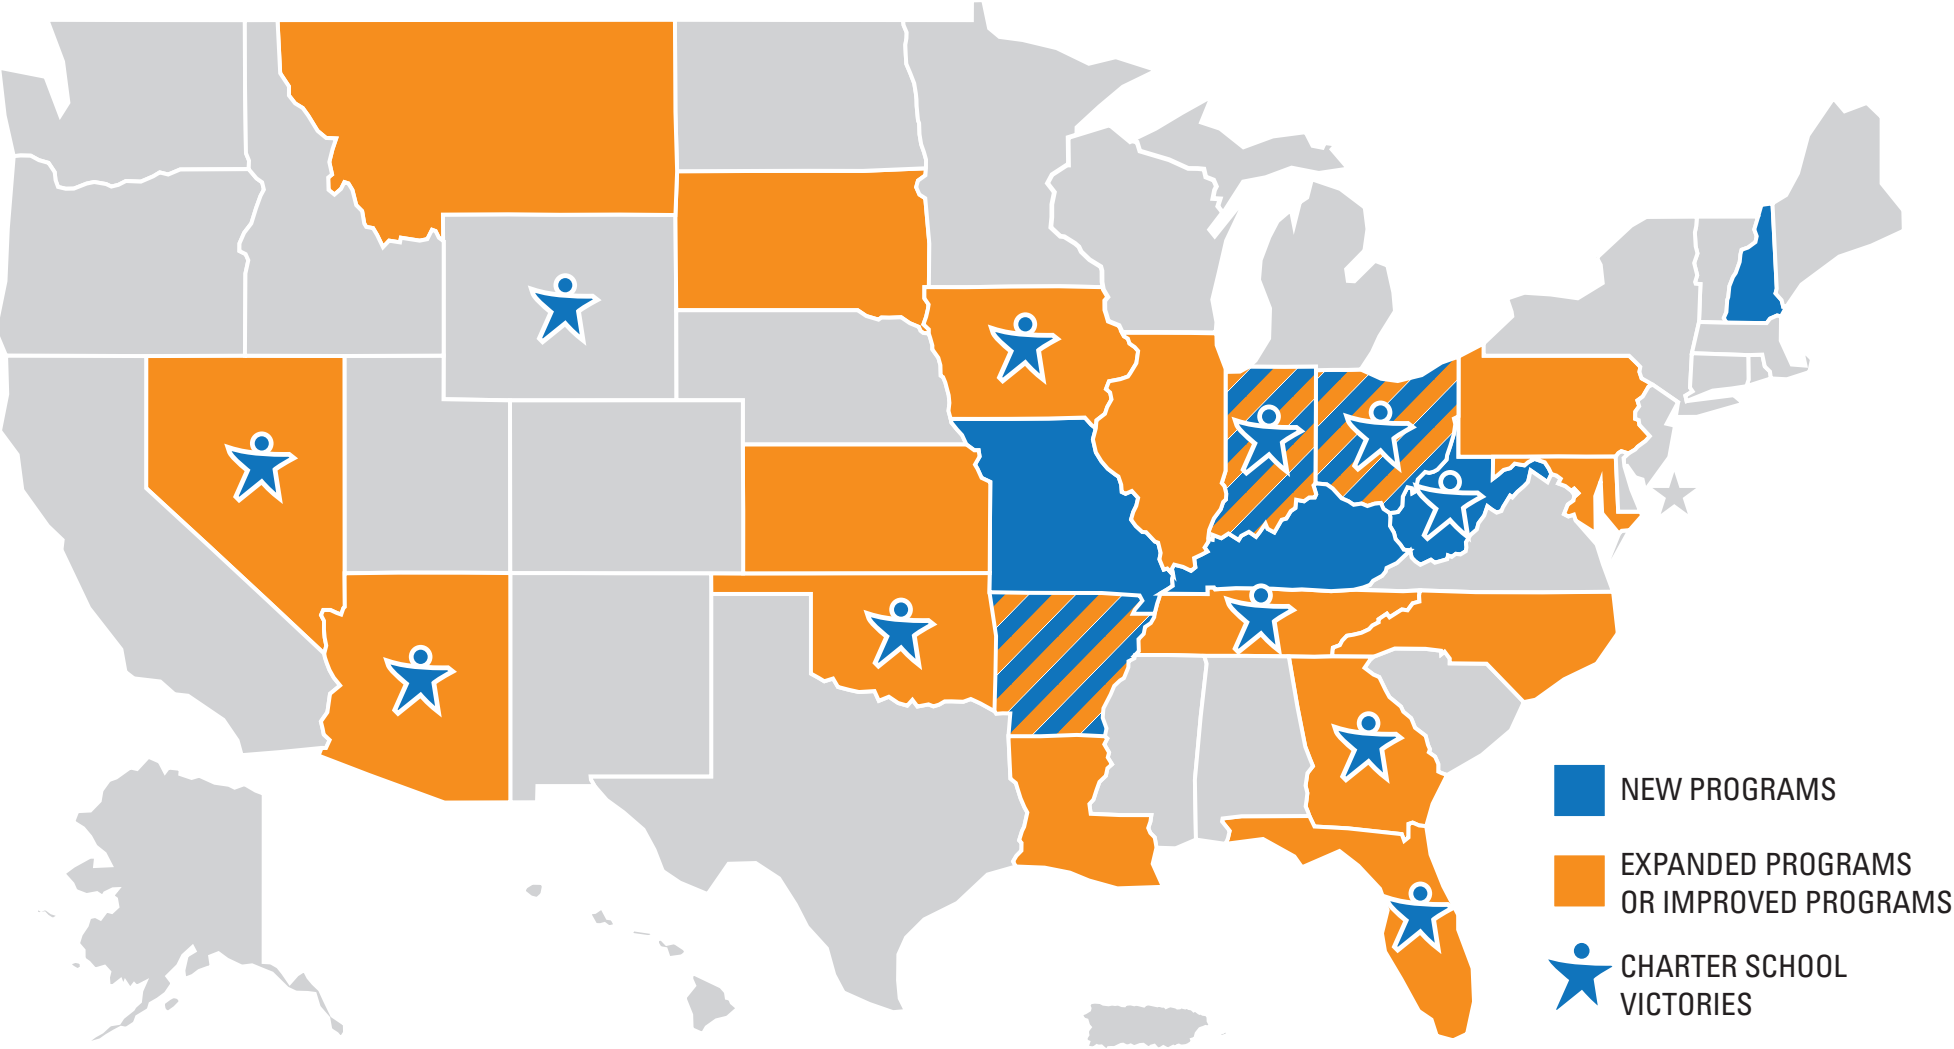 NEW PROGRAMS
EXPANDED PROGRAMS
OR IMPROVED PROGRAMS
CHARTER SCHOOL
VICTORIES